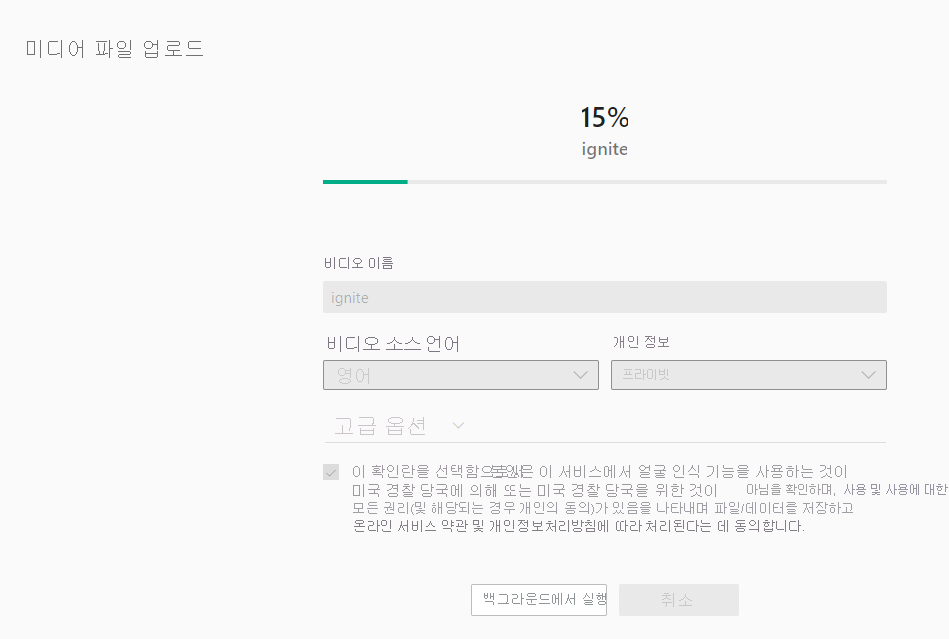 미디어 파일 업로드
15%
ignite
비디오 이름
ignite
비디오 소스 언어 개인 정보
영어 프라이빗
고급 옵션
이 확인란을 선택함으로써 은 이 서비스에서 얼굴 인식 기능을 사용하는 것이
미국 경찰 당국에 의해 또는 미국 경찰 당국을 위한 것이 아님을 확인하며, 사용 및 사용에 대한
모든 권리(및 해당되는 경우 개인의 동의)가 있음을 나타내며 파일/데이터를 저장하고
온라인 서비스 약관 및 개인정보처리방침에 따라 처리된다는 데 동의합니다.
백그라운드에서 실행 취소